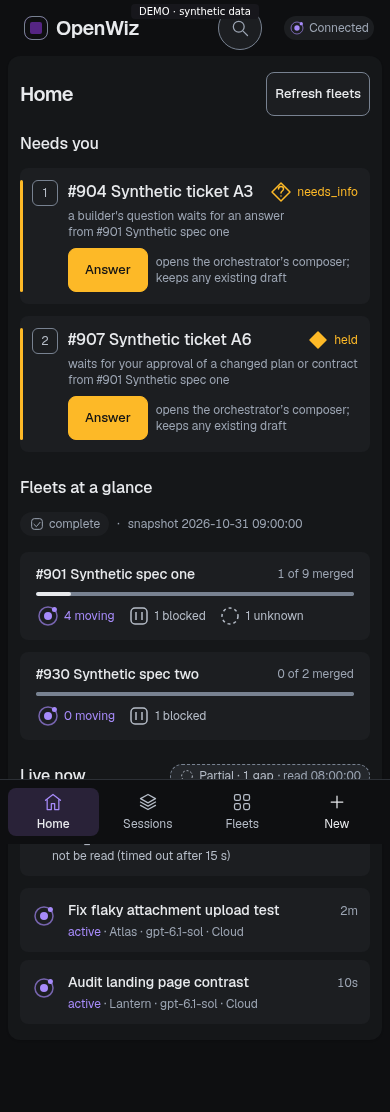 DEMO · synthetic data
OpenWiz
Connected
Home
Refresh fleets
Needs you
1
#904 Synthetic ticket A3
needs_info
a builder's question waits for an answer
from #901 Synthetic spec one
Answer
opens the orchestrator's composer;
keeps any existing draft
2
#907 Synthetic ticket A6
held
waits for your approval of a changed plan or contract
from #901 Synthetic spec one
Answer
opens the orchestrator's composer;
keeps any existing draft
Fleets at a glance
complete · snapshot 2026-10-31 09:00:00
#901 Synthetic spec one
1 of 9 merged
4 moving
1 blocked
1 unknown
#930 Synthetic spec two
0 of 2 merged
0 moving
1 blocked
Live now
Partial · 1 gap · read 08:00:00
Home
Sessions
Fleets
New
not be read (timed out after 15 s)
Fix flaky attachment upload test
2m
active · Atlas · gpt-6.1-sol · Cloud
Audit landing page contrast
10s
active · Lantern · gpt-6.1-sol · Cloud